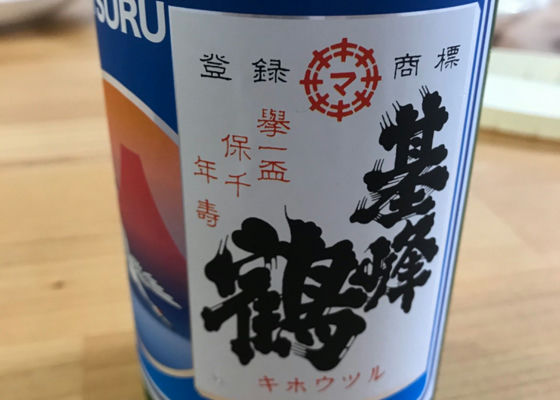 SURU
登録 商標
マ
基峰
鶴
擧一盃
保千
年壽
キホウツル